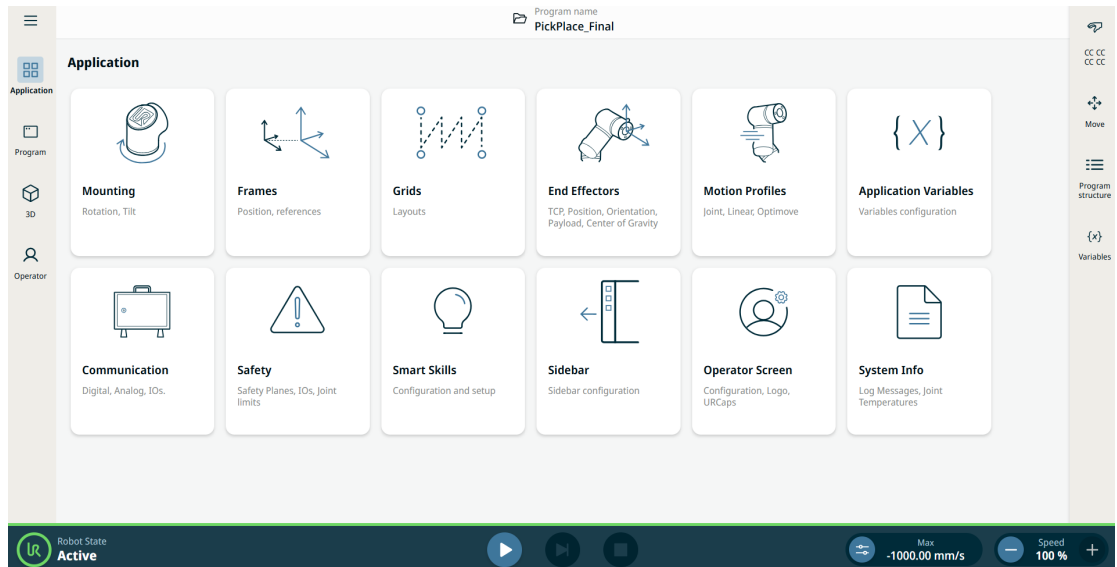 Program name
PickPlace_Final
Application
Application
Program
3D
Operator
Mounting
Rotation, Tilt
Frames
Position, references
Grids
Layouts
End Effectors
TCP, Position, Orientation,
Payload, Center of Gravity
Motion Profiles
Joint, Linear, Optimove
{X}
Application Variables
Variables configuration
Communication
Digital, Analog, IOs.
Safety
Safety Planes, IOs, Joint
limits
Smart Skills
Configuration and setup
Sidebar
Sidebar configuration
Operator Screen
Configuration, Logo,
URCaps
System Info
Log Messages, Joint
Temperatures
CC CC
CC CC
Move
Program
structure
{x}
Variables
UR
Robot State
Active
Max
-1000.00 mm/s
Speed
100 %